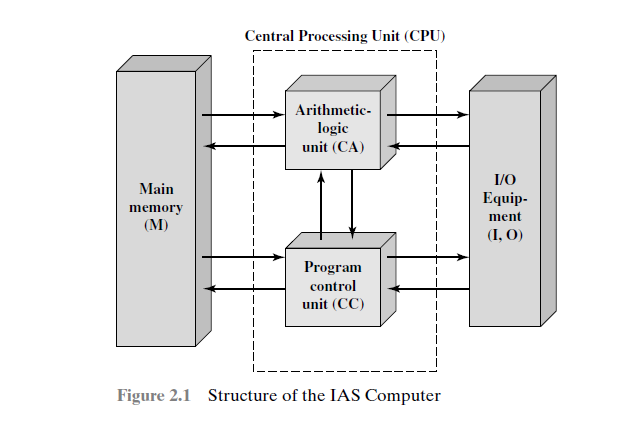 Central Processing Unit (CPU)
Arithmetic-
logic
unit (CA)
Main
memory
(M)
I/O
Equip-
ment
(I, O)
Program
control
unit (CC)
Figure 2.1 Structure of the IAS Computer